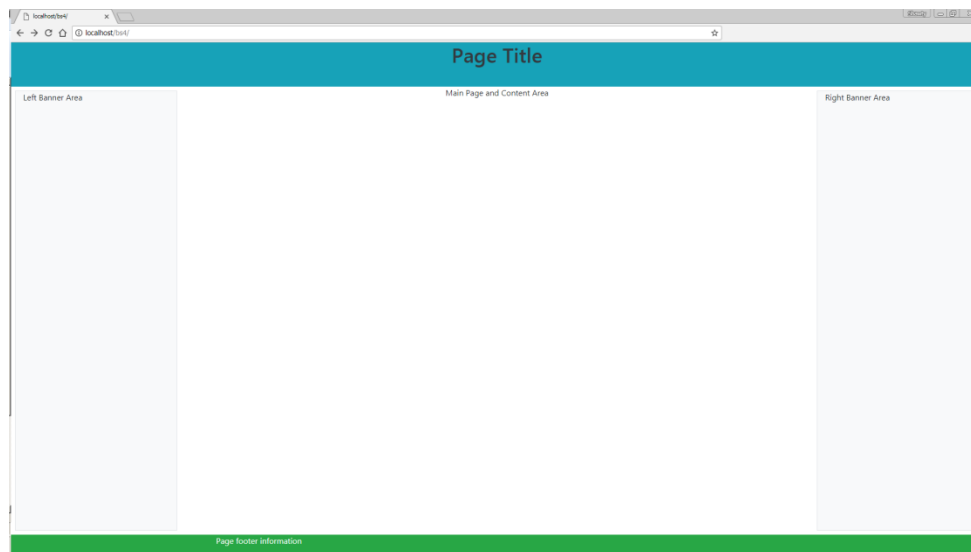 localhost/bs4/
localhost/bs4/
Page Title
Left Banner Area
Main Page and Content Area
Right Banner Area
Page footer information